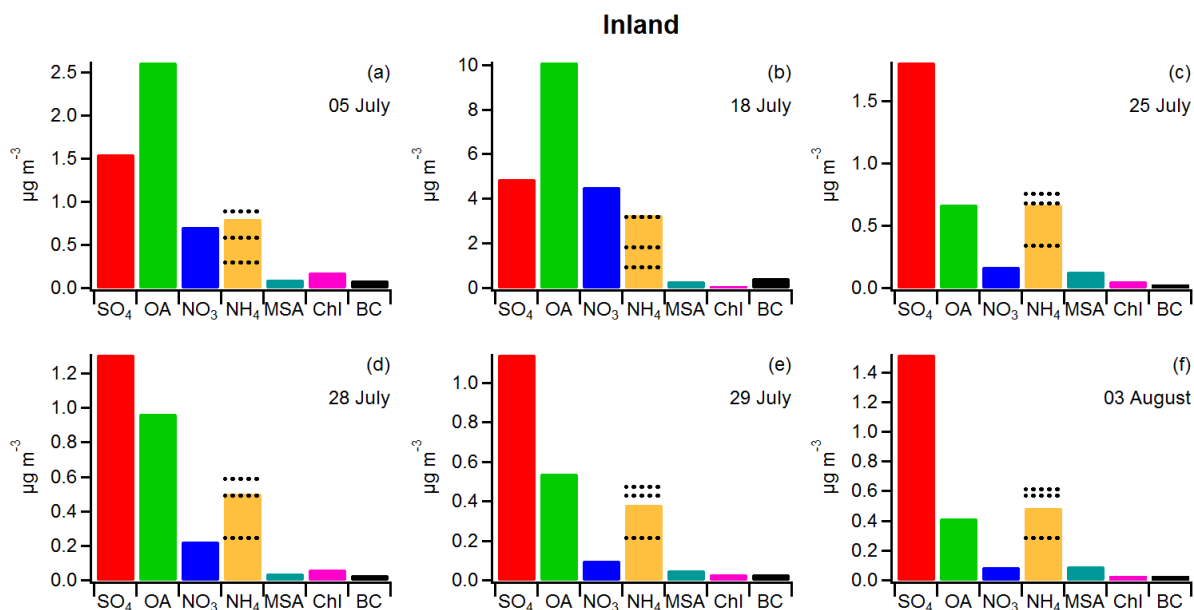 Inland
(a)
05 July
µg m⁻³
2.5
2.0
1.5
1.0
0.5
0.0
SO₄ OA NO₃ NH₄ MSA Chl BC
(b)
18 July
µg m⁻³
10
8
6
4
2
0
SO₄ OA NO₃ NH₄ MSA Chl BC
(c)
25 July
µg m⁻³
1.5
1.0
0.5
0.0
SO₄ OA NO₃ NH₄ MSA Chl BC
(d)
28 July
µg m⁻³
1.2
1.0
0.8
0.6
0.4
0.2
0.0
SO₄ OA NO₃ NH₄ MSA Chl BC
(e)
29 July
µg m⁻³
1.0
0.8
0.6
0.4
0.2
0.0
SO₄ OA NO₃ NH₄ MSA Chl BC
(f)
03 August
µg m⁻³
1.4
1.2
1.0
0.8
0.6
0.4
0.2
0.0
SO₄ OA NO₃ NH₄ MSA Chl BC